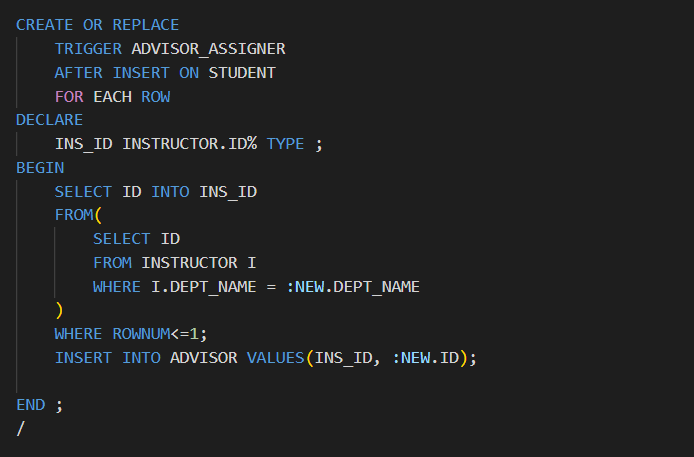 CREATE OR REPLACE
TRIGGER ADVISOR_ASSIGNER
AFTER INSERT ON STUDENT
FOR EACH ROW
DECLARE
INS_ID INSTRUCTOR.ID% TYPE ;
BEGIN
SELECT ID INTO INS_ID
FROM(
SELECT ID
FROM INSTRUCTOR I
WHERE I.DEPT_NAME = :NEW.DEPT_NAME
)
WHERE ROWNUM<=1;
INSERT INTO ADVISOR VALUES(INS_ID, :NEW.ID);
END ;
/